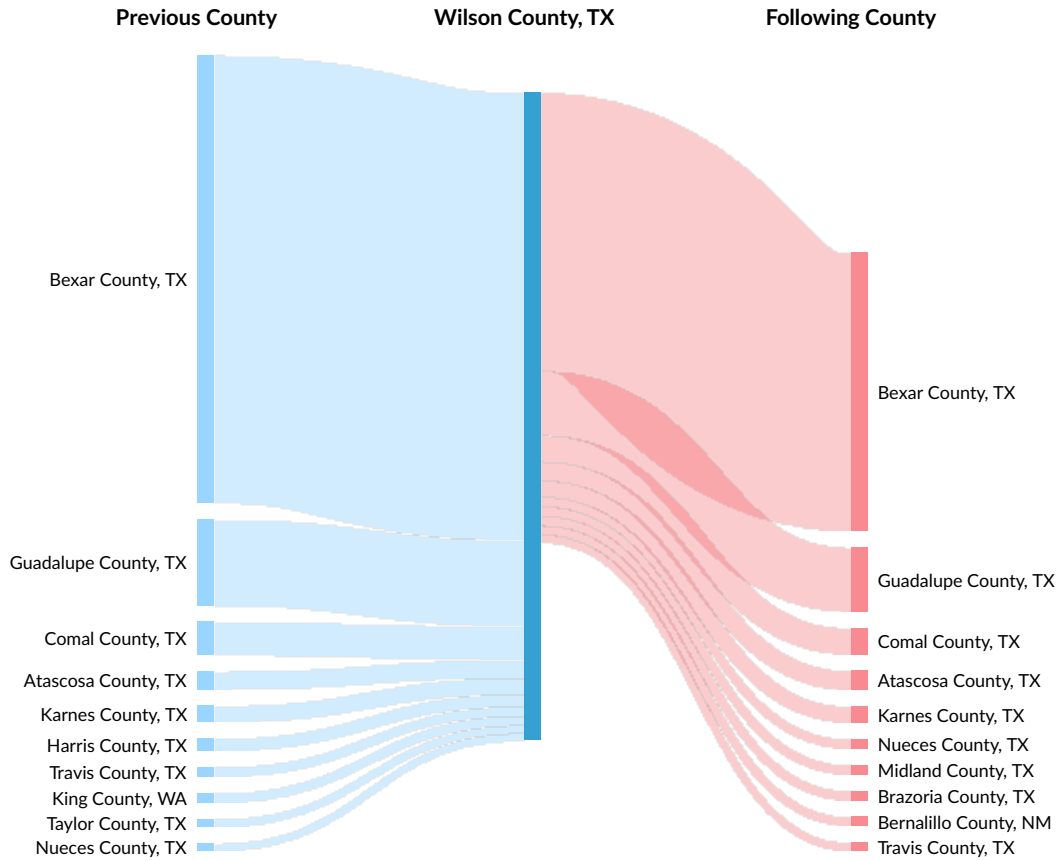 Previous County
Wilson County, TX
Following County
Bexar County, TX
Guadalupe County, TX
Comal County, TX
Atascosa County, TX
Karnes County, TX
Harris County, TX
Travis County, TX
King County, WA
Taylor County, TX
Nueces County, TX
Bexar County, TX
Guadalupe County, TX
Comal County, TX
Atascosa County, TX
Karnes County, TX
Nueces County, TX
Midland County, TX
Brazoria County, TX
Bernalillo County, NM
Travis County, TX